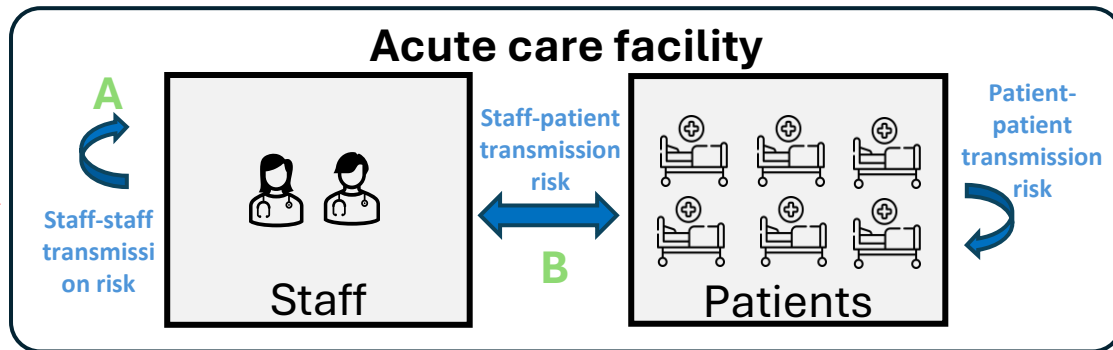 Acute care facility
A
Staff-staff
transmissi
on risk
Staff
Staff-patient
transmission
risk
B
Patients
Patient-
patient
transmission
risk